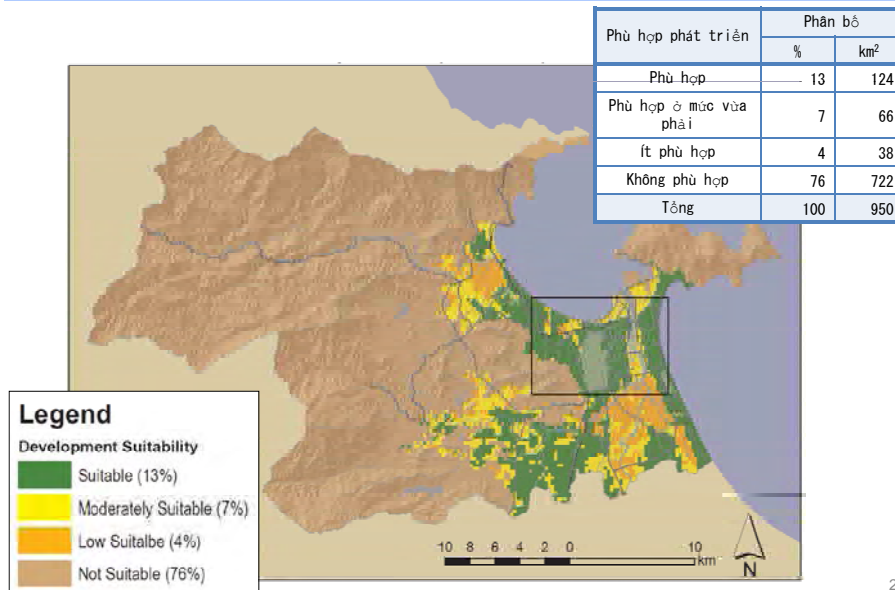 Phù hợp phát triển
Phân bố
% km²
Phù hợp 13 124
Phù hợp ở mức vừa
phải 7 66
ít phù hợp 4 38
Không phù hợp 76 722
Tổng 100 950
Legend
Development Suitability
Suitable (13%)
Moderately Suitable (7%)
Low Suitalbe (4%)
Not Suitable (76%)
10 8 6 4 2 0 10
km
N
2